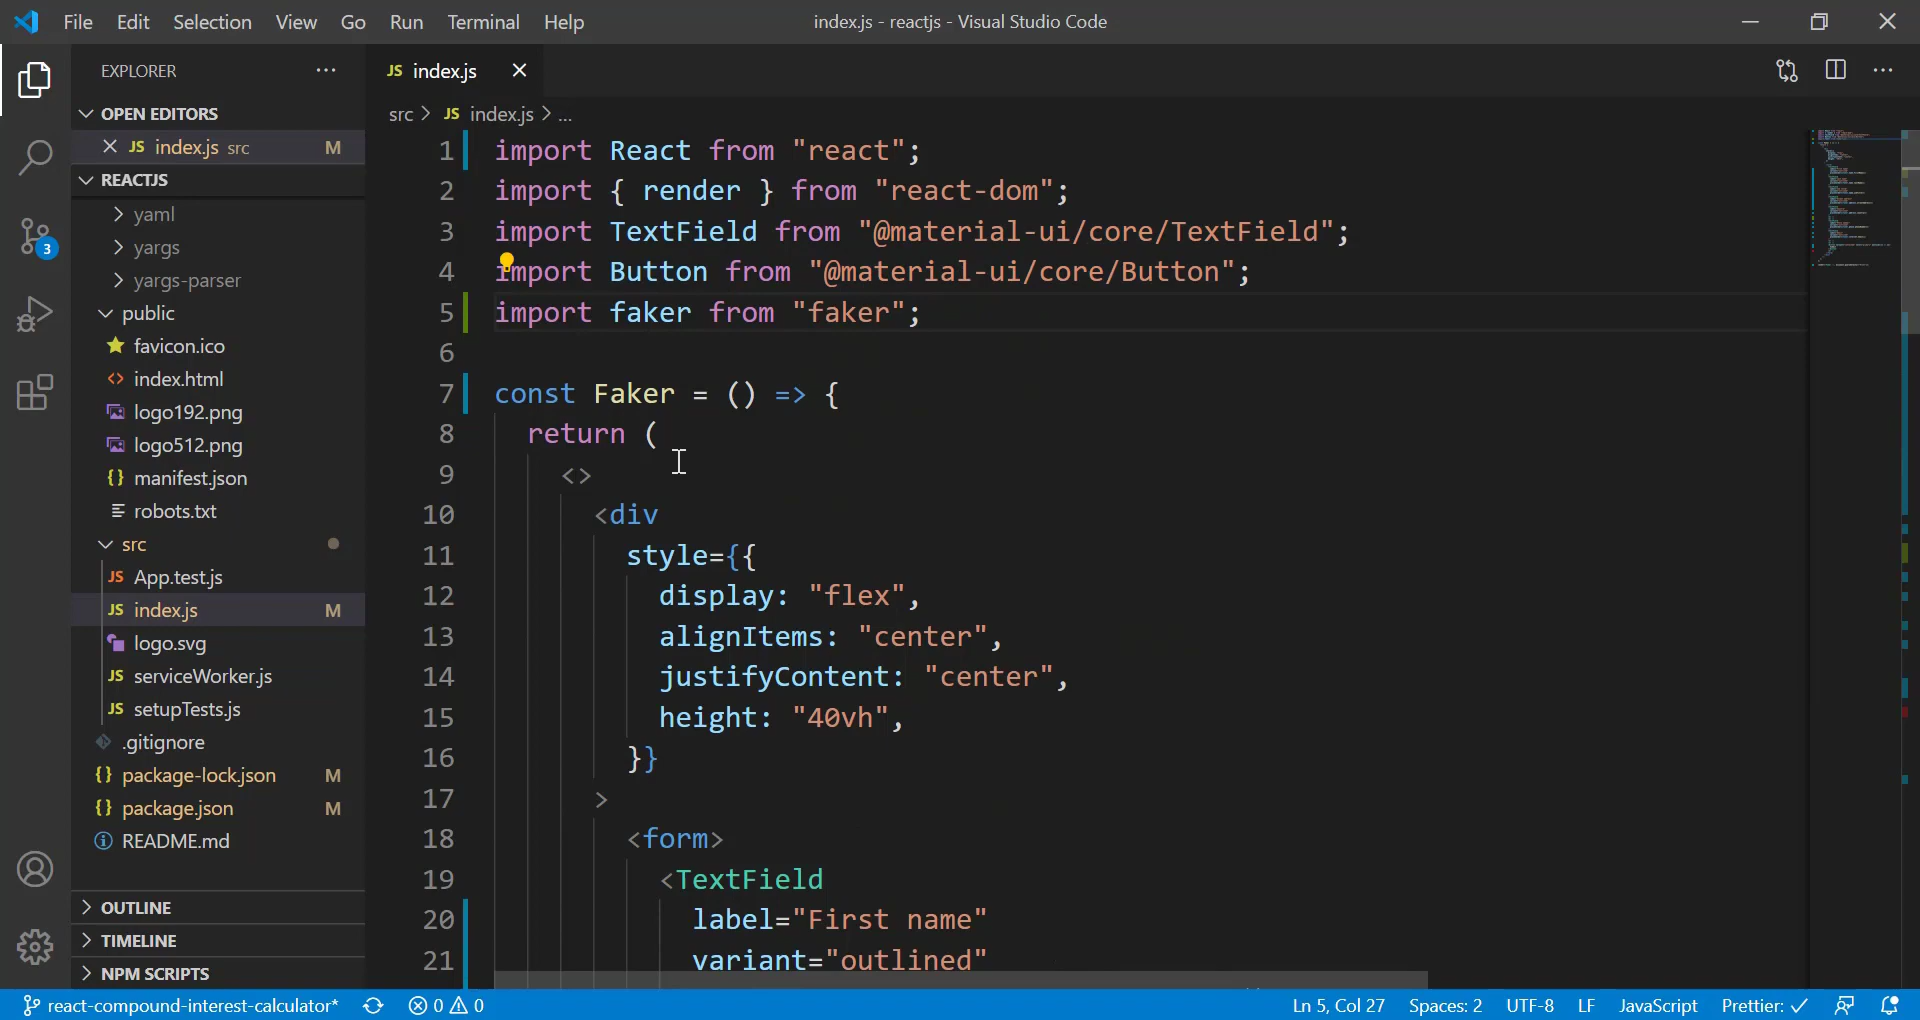 File Edit Selection View Go Run Terminal Help
index.js - reactjs - Visual Studio Code
EXPLORER
OPEN EDITORS
JS index.js src M
REACTJS
yaml
yargs
yargs-parser
public
favicon.ico
index.html
logo192.png
logo512.png
manifest.json
robots.txt
src
JS App.test.js
JS index.js M
logo.svg
JS serviceWorker.js
JS setupTests.js
.gitignore
{} package-lock.json M
{} package.json M
README.md
OUTLINE
TIMELINE
NPM SCRIPTS
3
JS index.js
src > JS index.js > ...
1 import React from "react";
2 import { render } from "react-dom";
3 import TextField from "@material-ui/core/TextField";
4 import Button from "@material-ui/core/Button";
5 import faker from "faker";
6
7 const Faker = () => {
8 return (
9 <>
10 <div
11 style={{
12 display: "flex",
13 alignItems: "center",
14 justifyContent: "center",
15 height: "40vh",
16 }}
17 >
18 <form>
19 <TextField
20 label="First name"
21 variant="outlined"
react-compound-interest-calculator* 0 0 Ln 5, Col 27 Spaces: 2 UTF-8 LF JavaScript Prettier: ✓